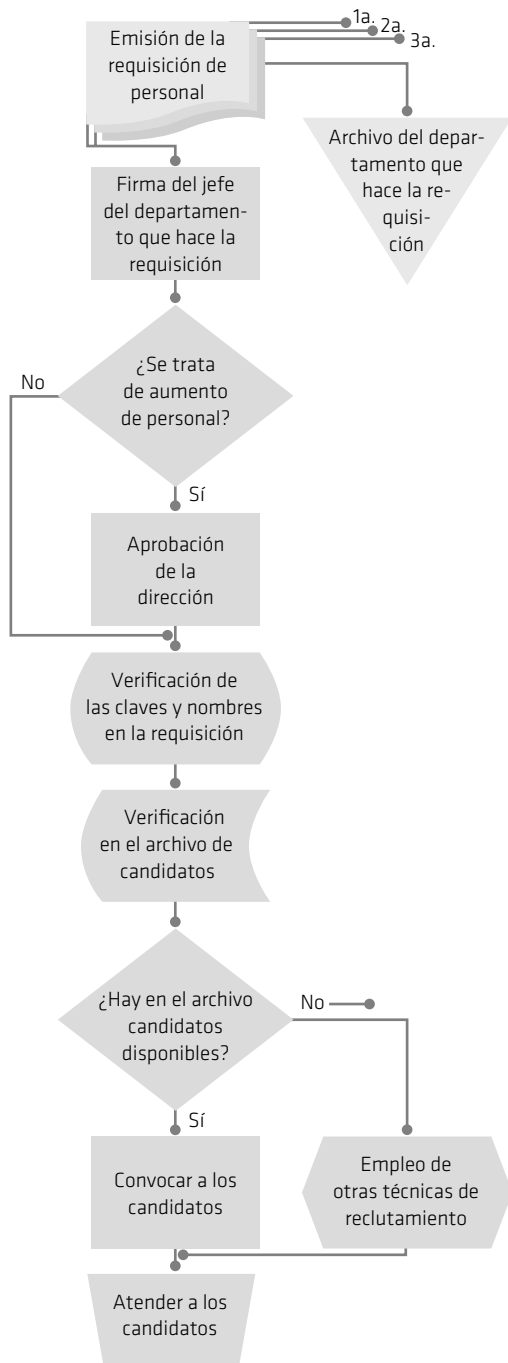 Emisión de la
requisición de
personal
1a.
2a.
3a.
Archivo del depar-
tamento que
hace la re-
quisi-
ción
Firma del jefe
del departamen-
to que hace la
requisición
¿Se trata
de aumento
de personal?
No
Sí
Aprobación
de la
dirección
Verificación de
las claves y nombres
en la requisición
Verificación
en el archivo de
candidatos
¿Hay en el archivo
candidatos
disponibles?
No
Sí
Convocar a los
candidatos
Empleo de
otras técnicas de
reclutamiento
Atender a los
candidatos